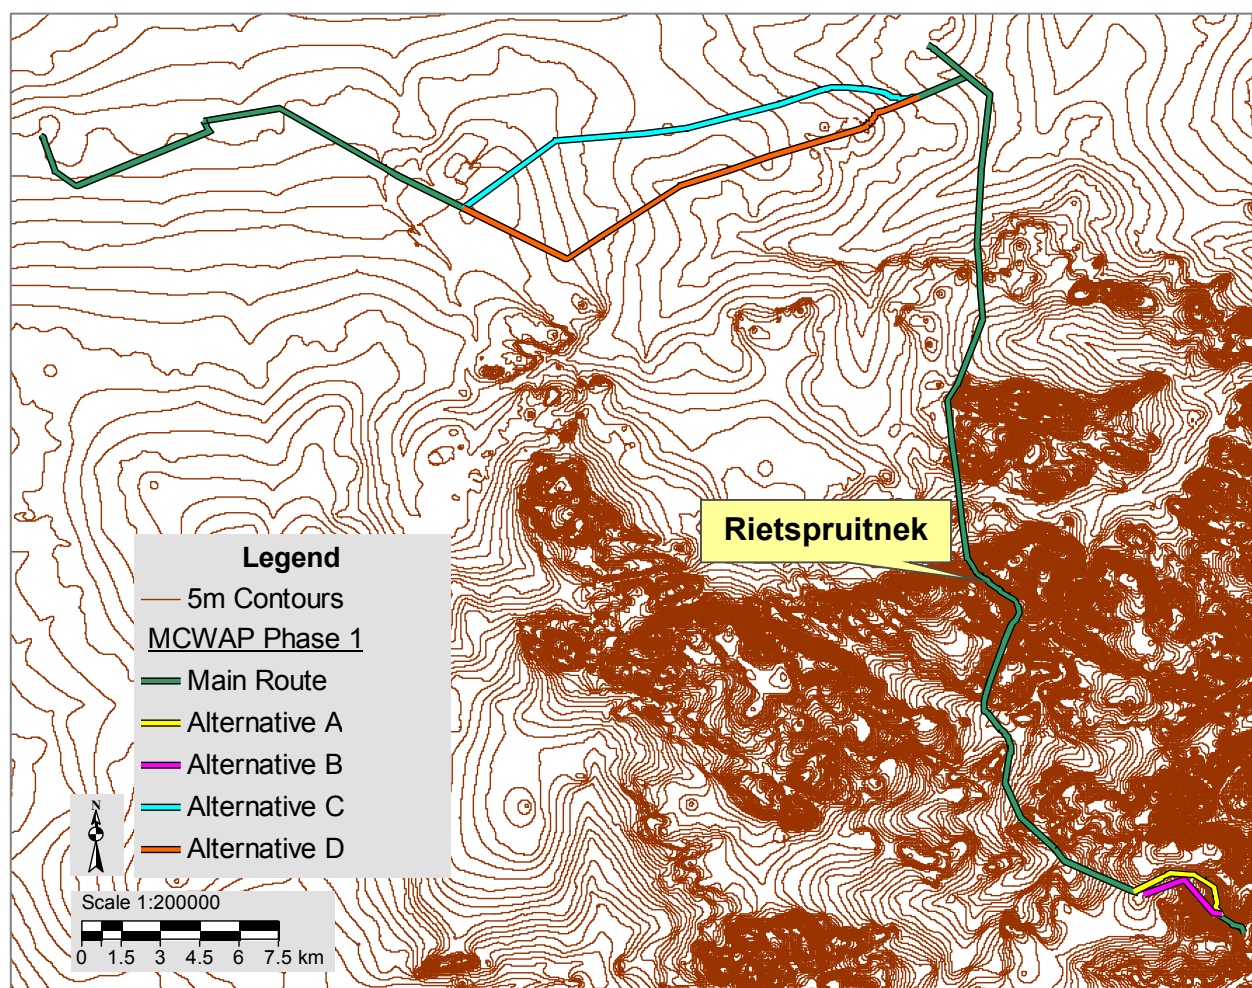 Rietspruitnek
Legend
5m Contours
MCWAP Phase 1
Main Route
Alternative A
Alternative B
Alternative C
Alternative D
N
Scale 1:200000
0 1.5 3 4.5 6 7.5 km